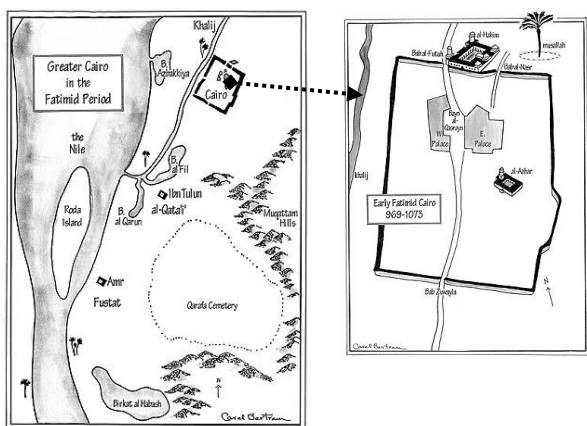 Greater Cairo
in the
Fatimid Period
Khalij
B.
Azbakkiya
Cairo
the
Nile
B.
al Fil
Ibn Tulun
al-Qata'i'
B.
al Qarun
Roda
Island
Muqattam
Hills
Amr
Fustat
Qarafa Cemetery
Birkat al Habash
N
Carel Bertram
al-Hakim
Bab al-Futuh
musallah
Bab al-Nasr
Bayn
al-
Qasrayn
W.
Palace
E.
Palace
al-Azhar
khalij
Early Fatimid Cairo
969-1073
Bab Zuwayla
N
Carel Bertram